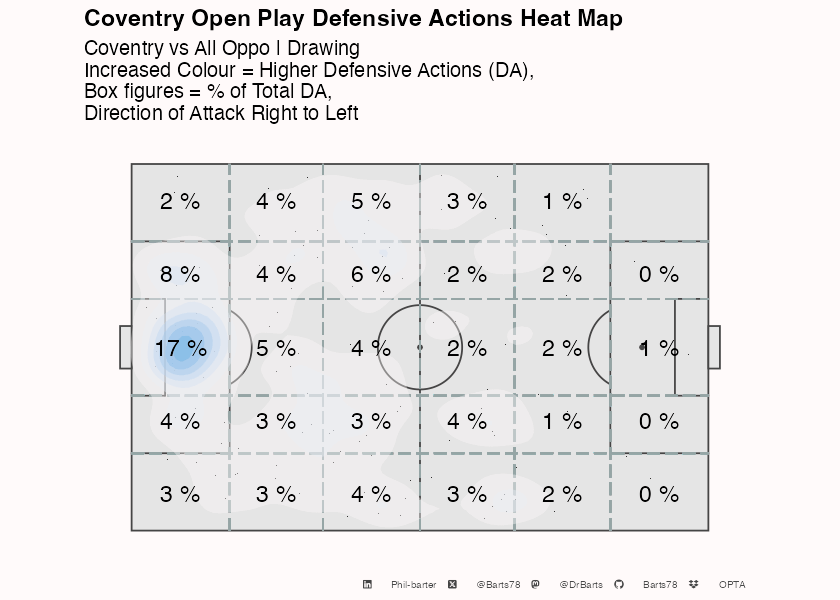 Coventry Open Play Defensive Actions Heat Map
Coventry vs All Oppo l Drawing
Increased Colour = Higher Defensive Actions (DA),
Box figures = % of Total DA,
Direction of Attack Right to Left
2 % 4 % 5 % 3 % 1 %
8 % 4 % 6 % 2 % 2 % 0 %
17 % 5 % 4 % 2 % 2 % 1 %
4 % 3 % 3 % 4 % 1 % 0 %
3 % 3 % 4 % 3 % 2 % 0 %
Phil-barter @Barts78 @DrBarts Barts78 OPTA